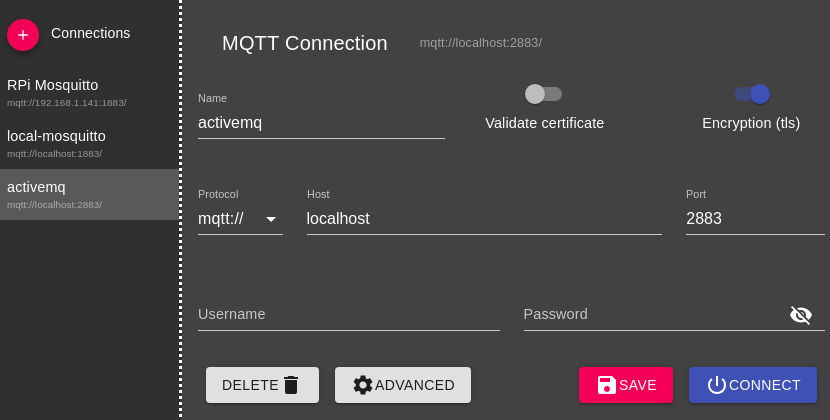 + Connections
RPi Mosquitto
mqtt://192.168.1.141:1883/
local-mosquitto
mqtt://localhost:1883/
activemq
mqtt://localhost:2883/
MQTT Connection mqtt://localhost:2883/
Name
activemq
Validate certificate Encryption (tls)
Protocol Host Port
mqtt:// localhost 2883
Username Password
DELETE ADVANCED SAVE CONNECT